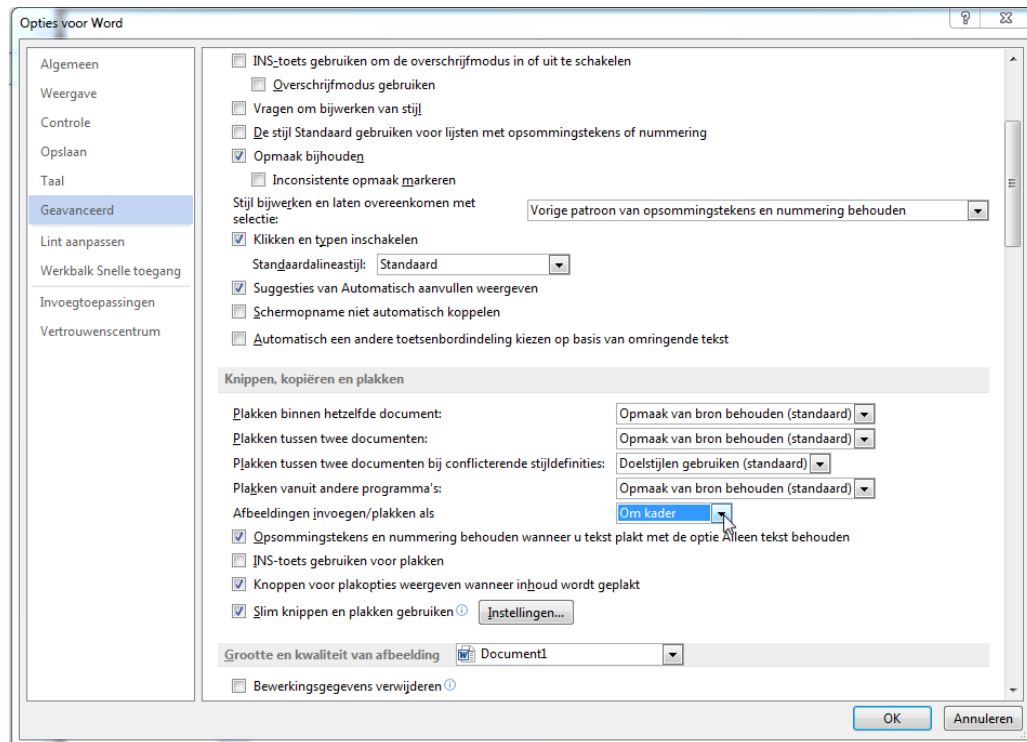 Opties voor Word
Algemeen
Weergave
Controle
Opslaan
Taal
Geavanceerd
Lint aanpassen
Werkbalk Snelle toegang
Invoegtoepassingen
Vertrouwenscentrum
INS-toets gebruiken om de overschrijfmodus in of uit te schakelen
Overschrijfmodus gebruiken
Vragen om bijwerken van stijl
De stijl Standaard gebruiken voor lijsten met opsommingstekens of nummering
Opmaak bijhouden
Inconsistente opmaak markeren
Stijl bijwerken en laten overeenkomen met
selectie:
Vorige patroon van opsommingstekens en nummering behouden
Klikken en typen inschakelen
Standaardalineastijl: Standaard
Suggesties van Automatisch aanvullen weergeven
Schermopname niet automatisch koppelen
Automatisch een andere toetsenbordindeling kiezen op basis van omringende tekst
Knippen, kopiëren en plakken
Plakken binnen hetzelfde document: Opmaak van bron behouden (standaard)
Plakken tussen twee documenten: Opmaak van bron behouden (standaard)
Plakken tussen twee documenten bij conflicterende stijldefinities: Doelstijlen gebruiken (standaard)
Plakken vanuit andere programma's: Opmaak van bron behouden (standaard)
Afbeeldingen invoegen/plakken als Om kader
Opsommingstekens en nummering behouden wanneer u tekst plakt met de optie Alleen tekst behouden
INS-toets gebruiken voor plakken
Knoppen voor plakopties weergeven wanneer inhoud wordt geplakt
Slim knippen en plakken gebruiken Instellingen...
Grootte en kwaliteit van afbeelding Document1
Bewerkingsgegevens verwijderen
OK Annuleren